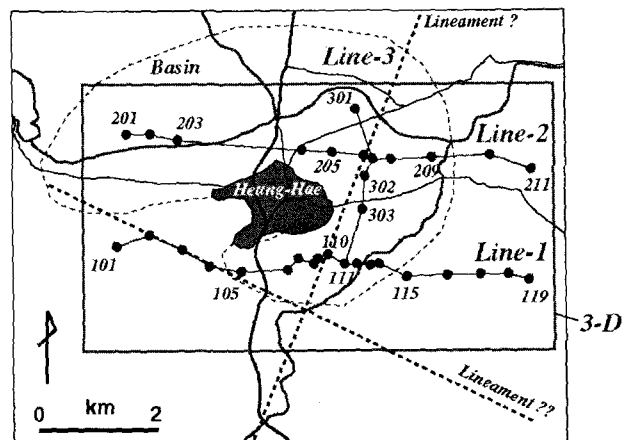 Lineament ?
Line-3
Basin
301
201
203
Line-2
205
209
302
Heung-Hae
211
303
110
Line-1
101
111
105
115
119
3-D
Lineament ??
km
0 2